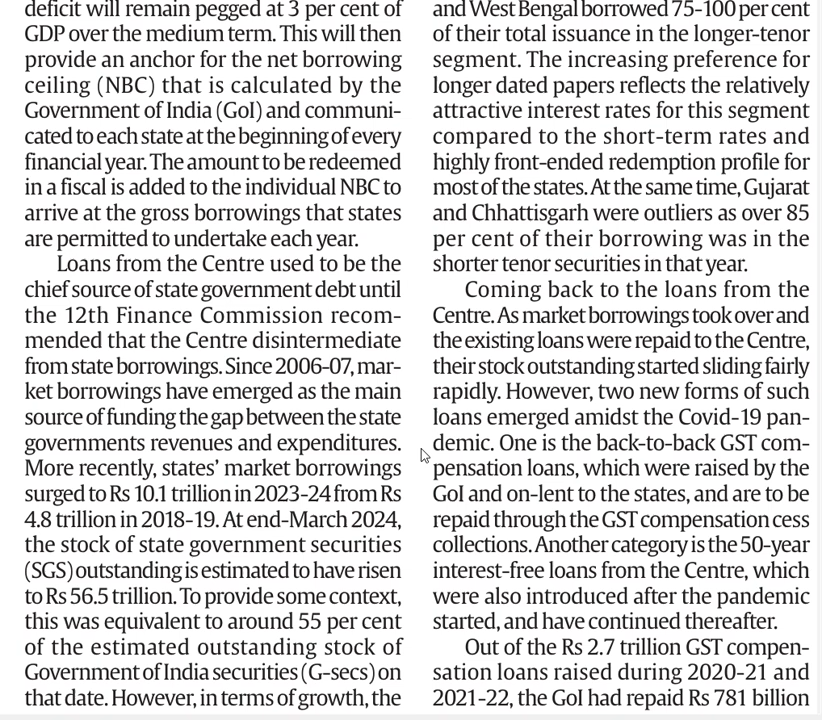 deficit will remain pegged at 3 per cent of
GDP over the medium term. This will then
provide an anchor for the net borrowing
ceiling (NBC) that is calculated by the
Government of India (GoI) and communi-
cated to each state at the beginning of every
financial year. The amount to be redeemed
in a fiscal is added to the individual NBC to
arrive at the gross borrowings that states
are permitted to undertake each year.
Loans from the Centre used to be the
chief source of state government debt until
the 12th Finance Commission recom-
mended that the Centre disintermediate
from state borrowings. Since 2006-07, mar-
ket borrowings have emerged as the main
source of funding the gap between the state
governments revenues and expenditures.
More recently, states' market borrowings
surged to Rs 10.1 trillion in 2023-24 from Rs
4.8 trillion in 2018-19. At end-March 2024,
the stock of state government securities
(SGS) outstanding is estimated to have risen
to Rs 56.5 trillion. To provide some context,
this was equivalent to around 55 per cent
of the estimated outstanding stock of
Government of India securities (G-secs) on
that date. However, in terms of growth, the
and West Bengal borrowed 75-100 per cent
of their total issuance in the longer-tenor
segment. The increasing preference for
longer dated papers reflects the relatively
attractive interest rates for this segment
compared to the short-term rates and
highly front-ended redemption profile for
most of the states. At the same time, Gujarat
and Chhattisgarh were outliers as over 85
per cent of their borrowing was in the
shorter tenor securities in that year.
Coming back to the loans from the
Centre. As market borrowings took over and
the existing loans were repaid to the Centre,
their stock outstanding started sliding fairly
rapidly. However, two new forms of such
loans emerged amidst the Covid-19 pan-
demic. One is the back-to-back GST com-
pensation loans, which were raised by the
GoI and on-lent to the states, and are to be
repaid through the GST compensation cess
collections. Another category is the 50-year
interest-free loans from the Centre, which
were also introduced after the pandemic
started, and have continued thereafter.
Out of the Rs 2.7 trillion GST compen-
sation loans raised during 2020-21 and
2021-22, the GoI had repaid Rs 781 billion